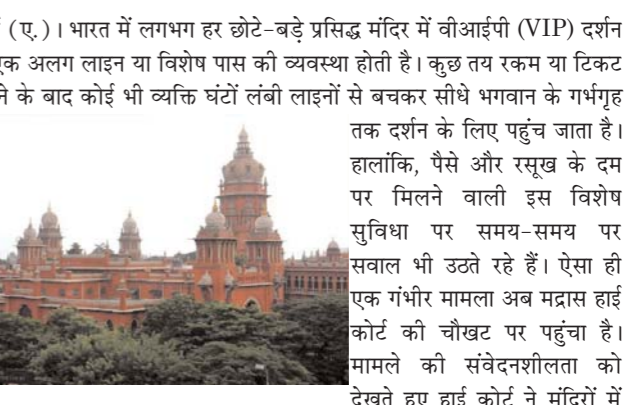 (ए.)। भारत में लगभग हर छोटे-बड़े प्रसिद्ध मंदिर में वीआईपी (VIP) दर्शन
एक अलग लाइन या विशेष पास की व्यवस्था होती है। कुछ तय रकम या टिकट
के बाद कोई भी व्यक्ति घंटों लंबी लाइनों से बचकर सीधे भगवान के गर्भगृह
तक दर्शन के लिए पहुंच जाता है।
हालांकि, पैसे और रसूख के दम
पर मिलने वाली इस विशेष
सुविधा पर समय-समय पर
सवाल भी उठते रहे हैं। ऐसा ही
एक गंभीर मामला अब मद्रास हाई
कोर्ट की चौखट पर पहुंचा है।
मामले की संवेदनशीलता को
देखते हुए हाई कोर्ट ने मंदिरों में